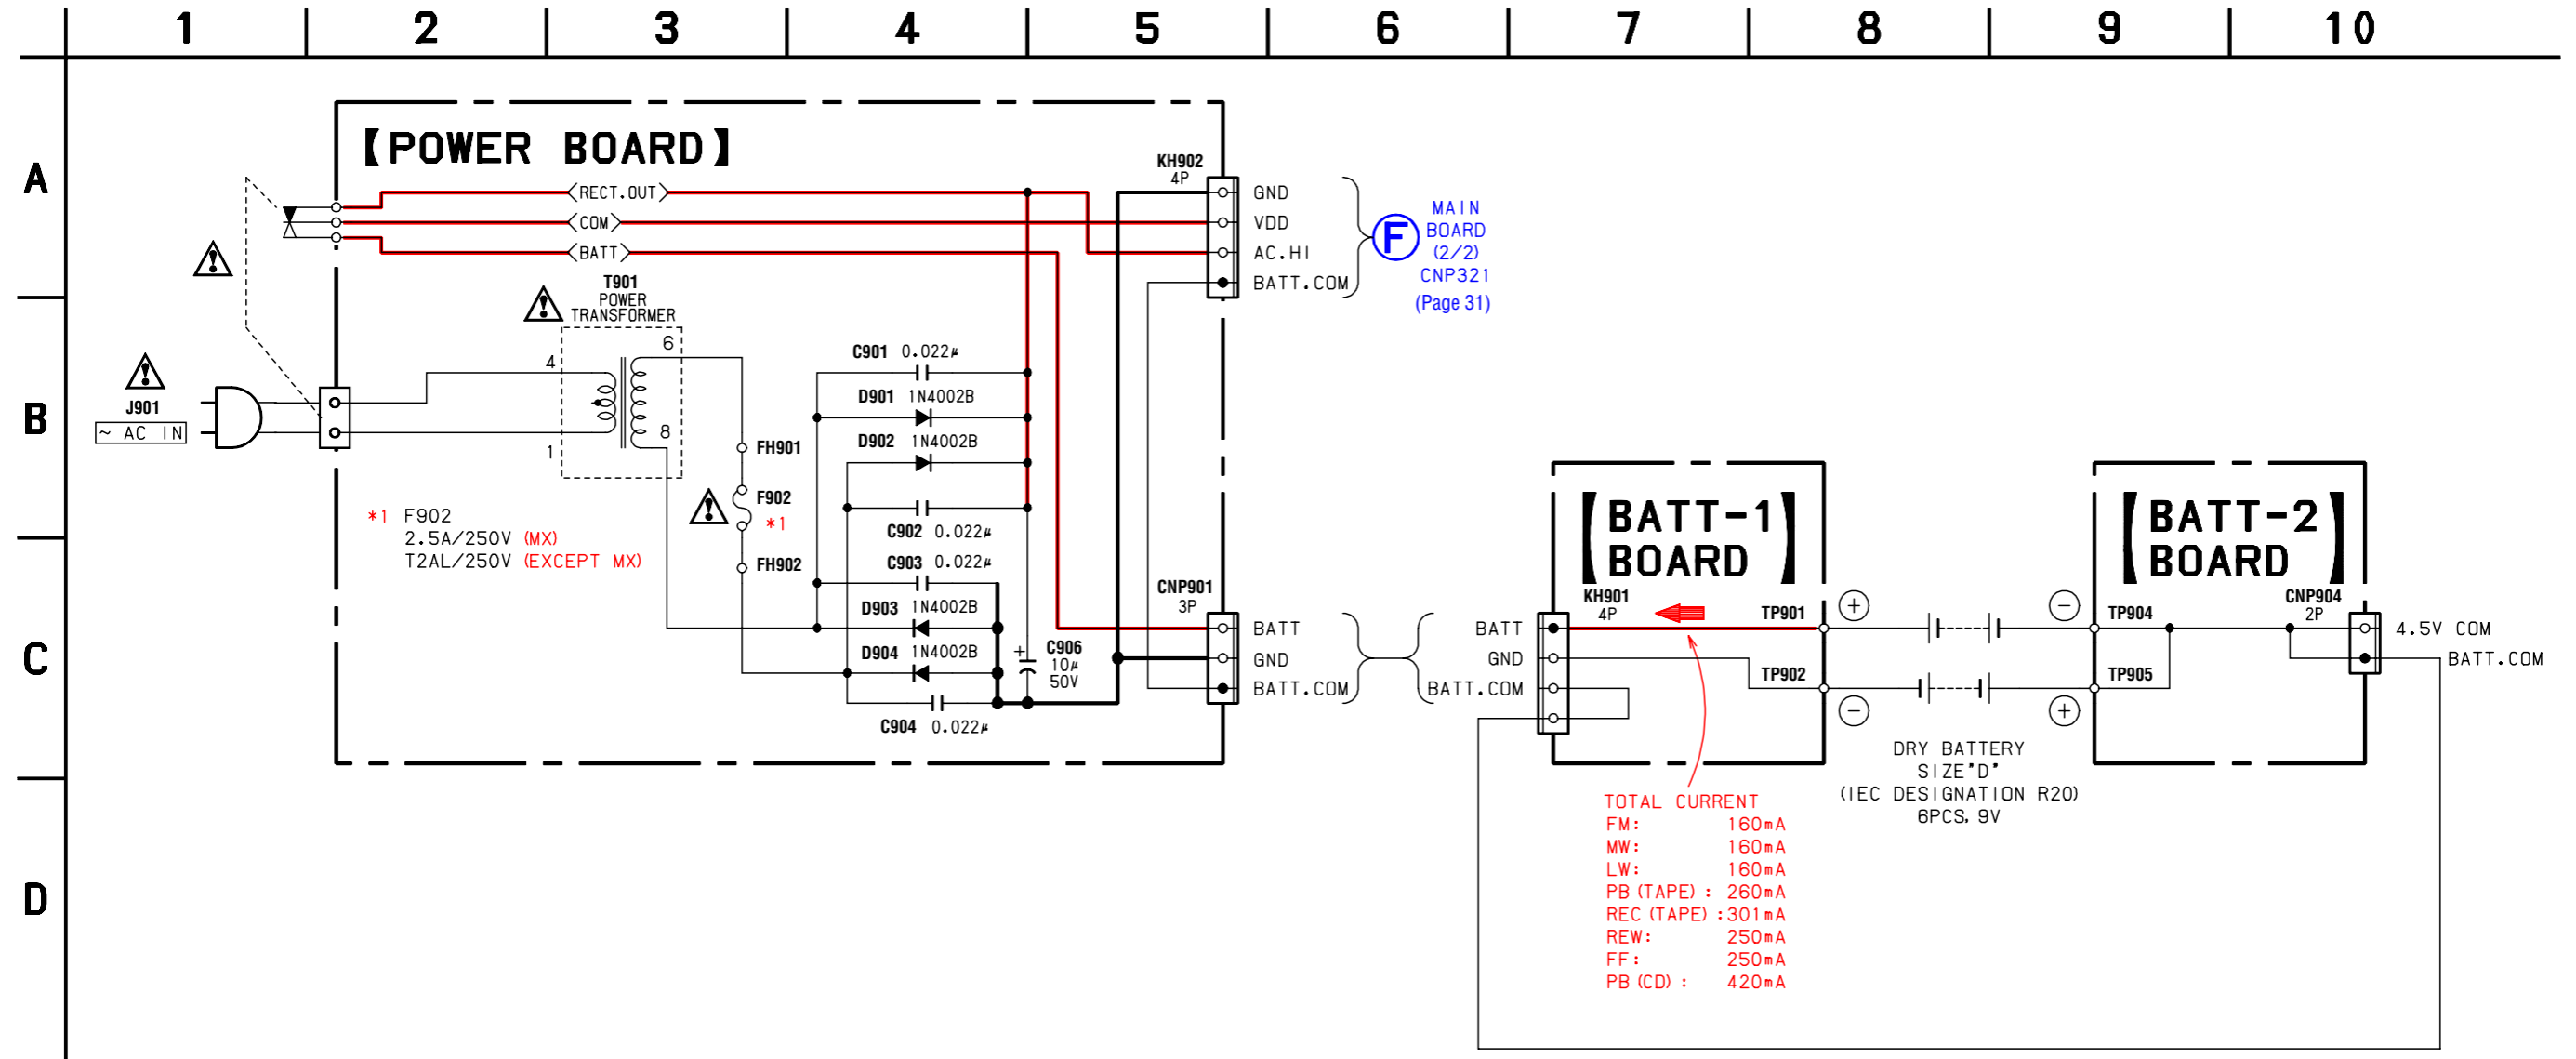 1 2 3 4 5 6 7 8 9 10
A
B
C
D
【POWER BOARD】
RECT.OUT
COM
BATT
KH902
4P
GND
VDD
AC.HI
BATT.COM
F
MAIN
BOARD
(2/2)
CNP321
(Page 31)
T901
POWER
TRANSFORMER
4
1
6
8
J901
~ AC IN
FH901
F902
*1
FH902
*1 F902
2.5A/250V (MX)
T2AL/250V (EXCEPT MX)
C901 0.022µ
D901 1N4002B
D902 1N4002B
C902 0.022µ
C903 0.022µ
D903 1N4002B
D904 1N4002B
C904 0.022µ
+
C906
10µ
50V
CNP901
3P
BATT
GND
BATT.COM
BATT
GND
BATT.COM
【BATT-1
BOARD】
KH901
4P
TP901
TP902
+
−
−
+
DRY BATTERY
SIZE"D"
(IEC DESIGNATION R20)
6PCS. 9V
【BATT-2
BOARD】
TP904
TP905
CNP904
2P
4.5V COM
BATT.COM
TOTAL CURRENT
FM: 160mA
MW: 160mA
LW: 160mA
PB (TAPE) : 260mA
REC (TAPE) :301mA
REW: 250mA
FF: 250mA
PB (CD) : 420mA